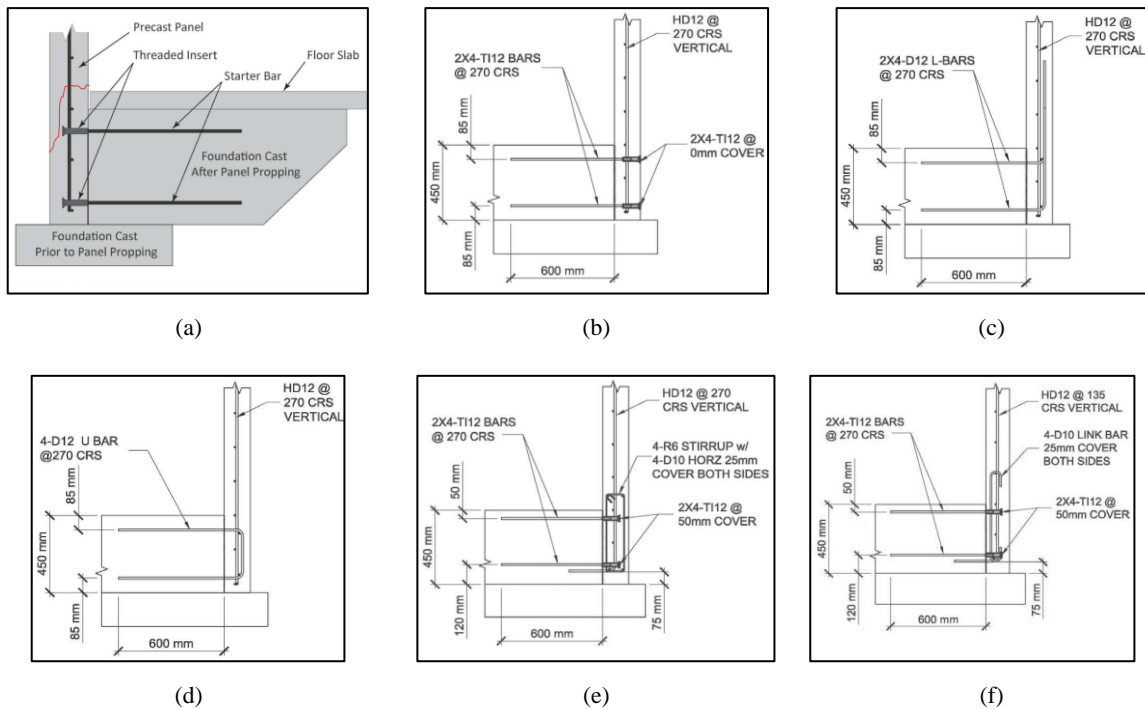 Precast Panel
Threaded Insert
Floor Slab
Starter Bar
Foundation Cast
After Panel Propping
Foundation Cast
Prior to Panel Propping
(a)
HD12 @
270 CRS
VERTICAL
2X4-TI12 BARS
@ 270 CRS
85 mm
2X4-TI12 @
0mm COVER
450 mm
85 mm
600 mm
(b)
HD12 @
270 CRS
VERTICAL
2X4-D12 L-BARS
@ 270 CRS
85 mm
450 mm
85 mm
600 mm
(c)
HD12 @
270 CRS
VERTICAL
4-D12 U BAR
@270 CRS
85 mm
450 mm
85 mm
600 mm
(d)
HD12 @ 270
CRS VERTICAL
2X4-TI12 BARS
@ 270 CRS
4-R6 STIRRUP w/
4-D10 HORZ 25mm
COVER BOTH SIDES
50 mm
2X4-TI12 @
50mm COVER
450 mm
120 mm
600 mm
75 mm
(e)
HD12 @ 135
CRS VERTICAL
2X4-TI12 BARS
@ 270 CRS
4-D10 LINK BAR
25mm COVER
BOTH SIDES
50 mm
2X4-TI12 @
50mm COVER
450 mm
120 mm
600 mm
75 mm
(f)